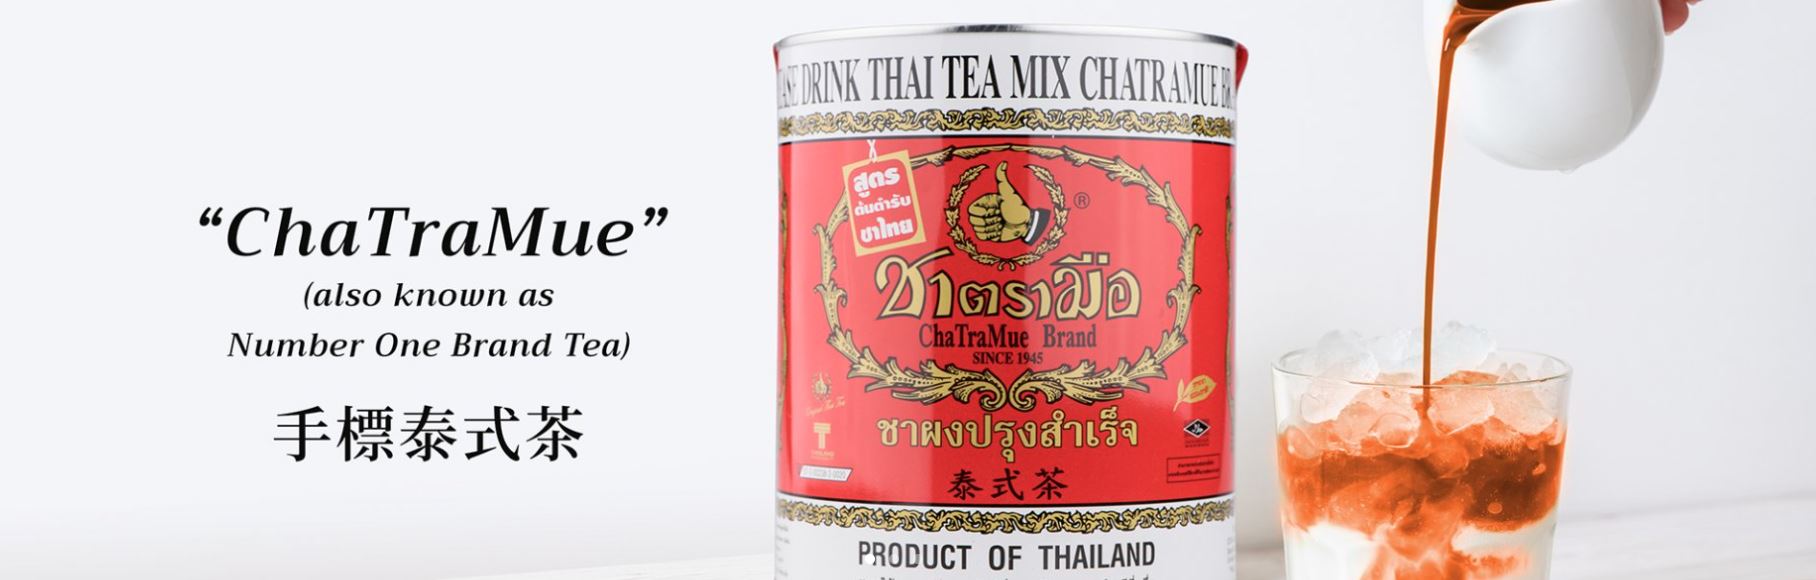 “ChaTraMue”
(also known as
Number One Brand Tea)
手標泰式茶
DRINK THAI TEA MIX CHATRAMUE
สูตร
ต้นตำรับ
ชาไทย
®
ชาตรามือ
ChaTraMue Brand
SINCE 1945
ชาผงปรุงสำเร็จ
泰式茶
PRODUCT OF THAILAND